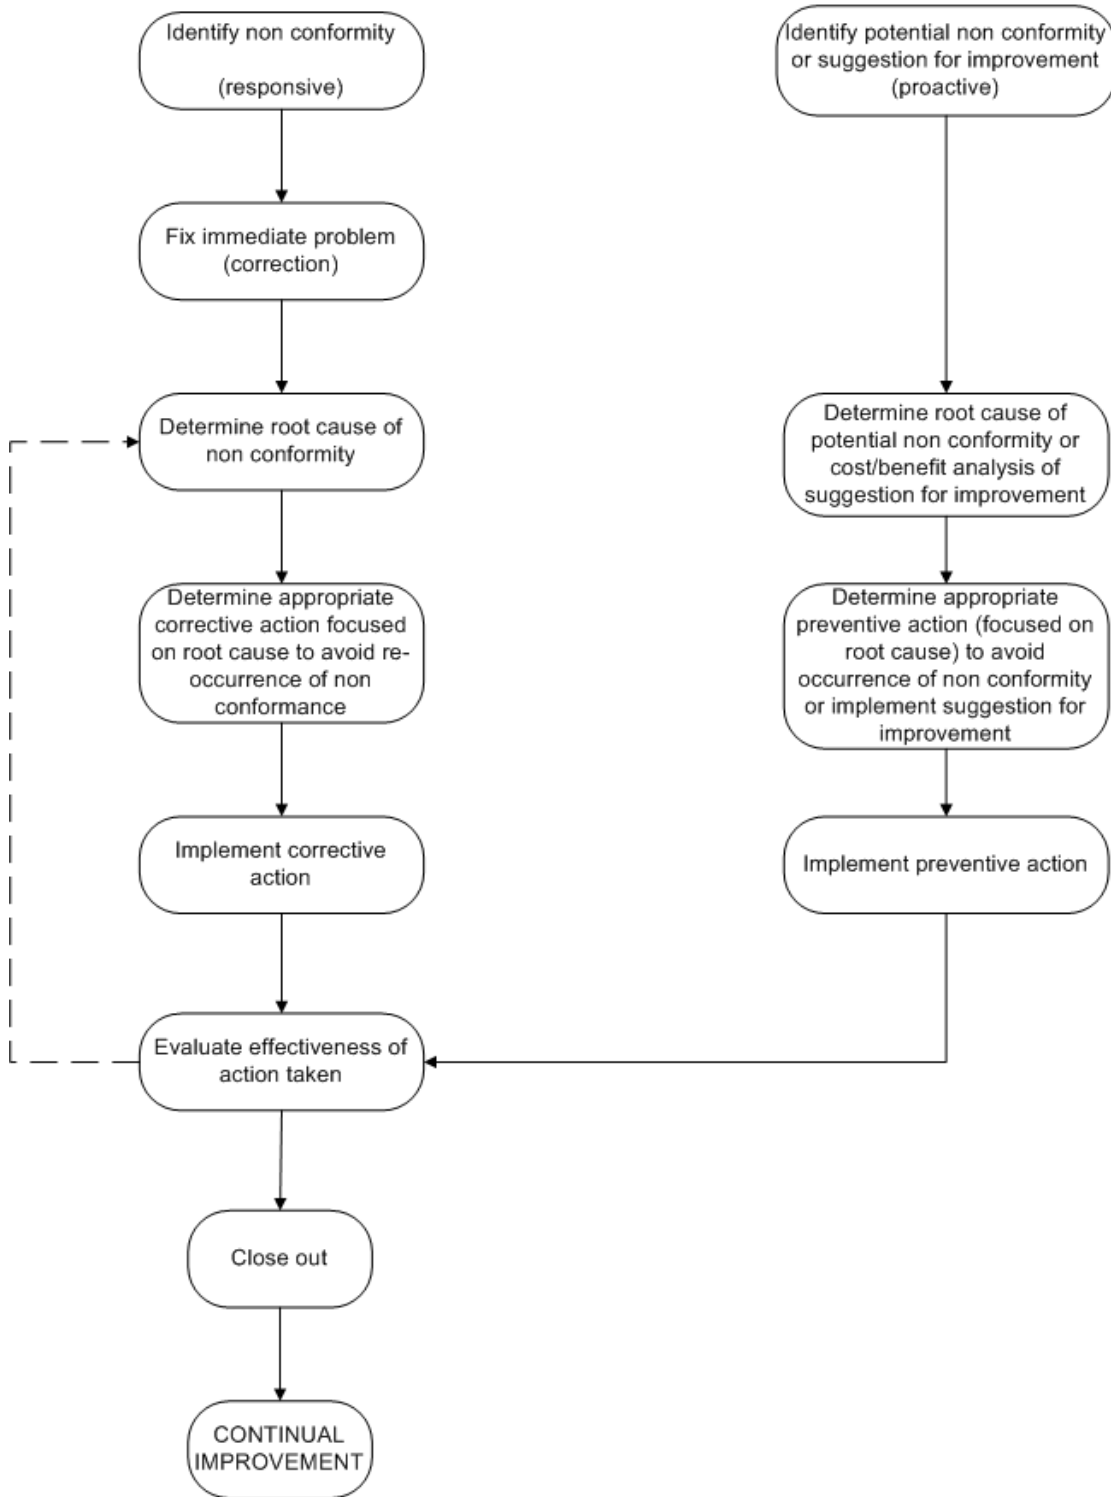 Identify non conformity
(responsive)
Identify potential non conformity
or suggestion for improvement
(proactive)
Fix immediate problem
(correction)
Determine root cause of
non conformity
Determine root cause of
potential non conformity or
cost/benefit analysis of
suggestion for improvement
Determine appropriate
corrective action focused
on root cause to avoid re-
occurrence of non
conformance
Determine appropriate
preventive action (focused on
root cause) to avoid
occurrence of non conformity
or implement suggestion for
improvement
Implement corrective
action
Implement preventive action
Evaluate effectiveness of
action taken
Close out
CONTINUAL
IMPROVEMENT